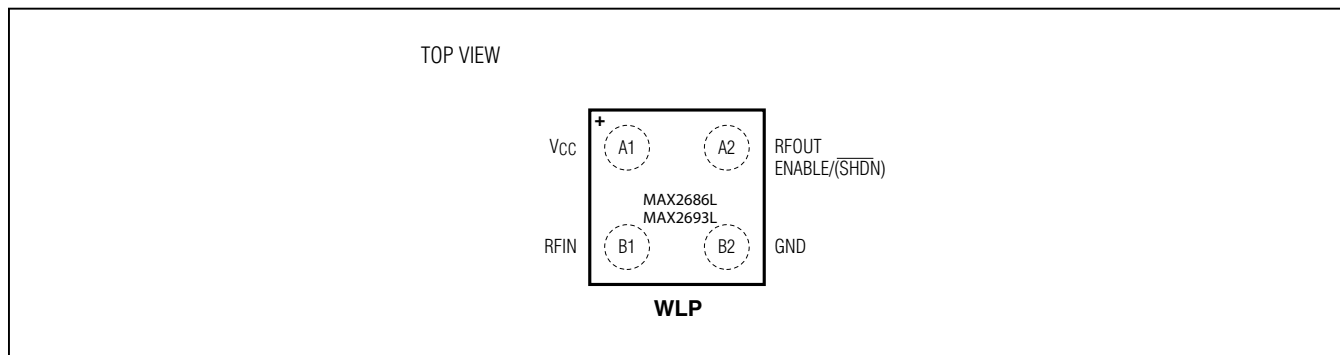 TOP VIEW
+
VCC A1 A2 RFOUT
ENABLE/(SHDN)
MAX2686L
MAX2693L
RFIN B1 B2 GND
WLP